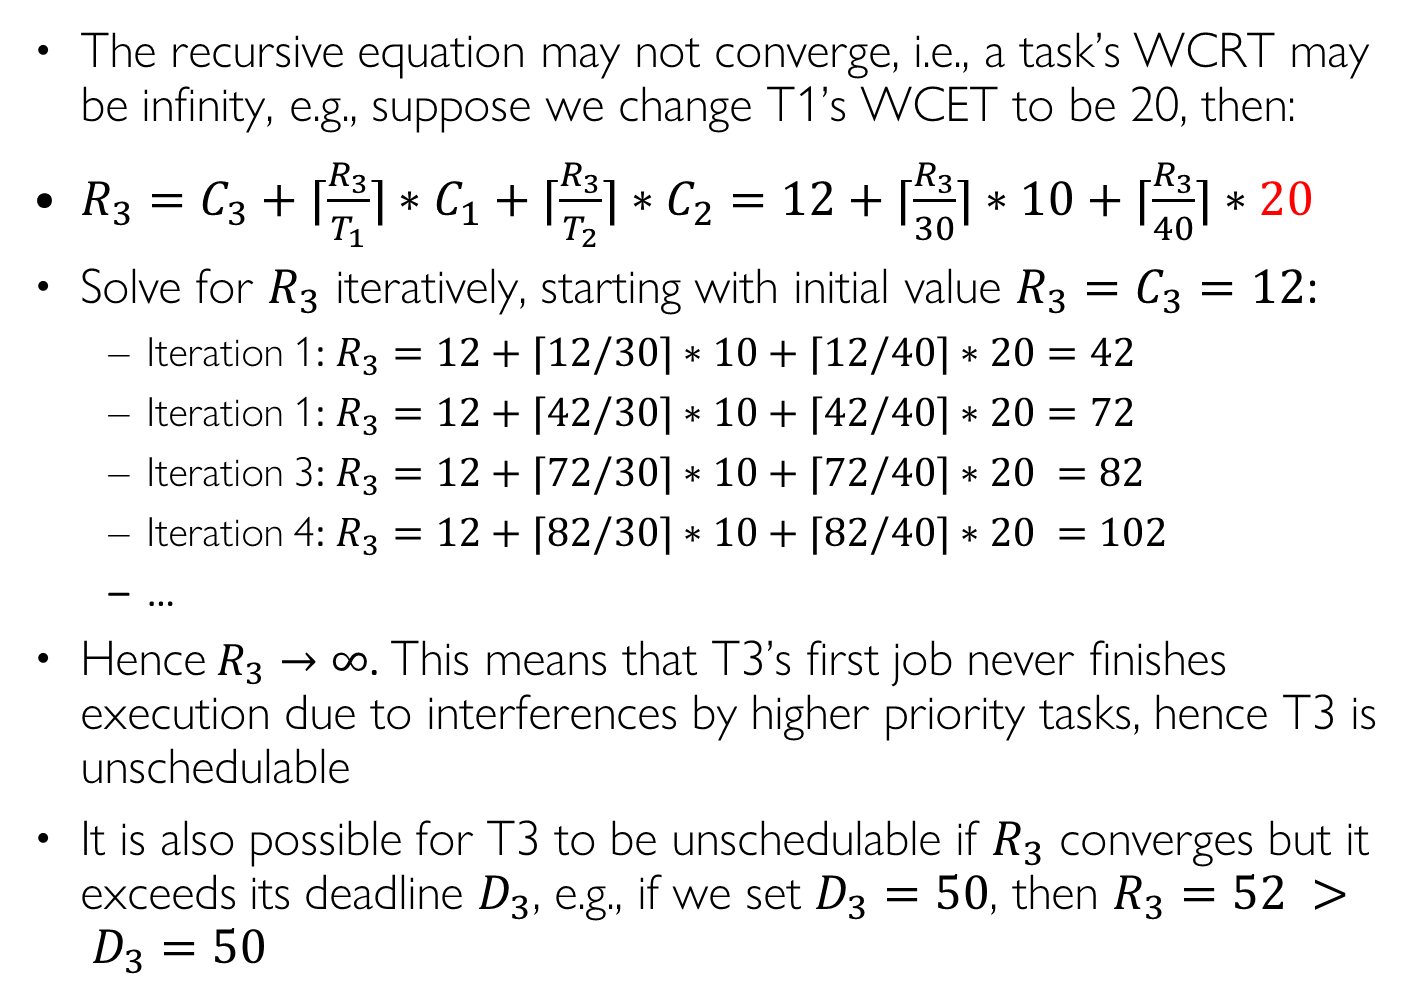 • The recursive equation may not converge, i.e., a task’s WCRT may
be infinity, e.g., suppose we change T1’s WCET to be 20, then:
• R₃ = C₃ + ⌈R₃/T₁⌉ ∗ C₁ + ⌈R₃/T₂⌉ ∗ C₂ = 12 + ⌈R₃/30⌉ ∗ 10 + ⌈R₃/40⌉ ∗ 20
• Solve for R₃ iteratively, starting with initial value R₃ = C₃ = 12:
– Iteration 1: R₃ = 12 + ⌈12/30⌉ ∗ 10 + ⌈12/40⌉ ∗ 20 = 42
– Iteration 1: R₃ = 12 + ⌈42/30⌉ ∗ 10 + ⌈42/40⌉ ∗ 20 = 72
– Iteration 3: R₃ = 12 + ⌈72/30⌉ ∗ 10 + ⌈72/40⌉ ∗ 20 = 82
– Iteration 4: R₃ = 12 + ⌈82/30⌉ ∗ 10 + ⌈82/40⌉ ∗ 20 = 102
– ...
• Hence R₃ → ∞. This means that T3’s first job never finishes
execution due to interferences by higher priority tasks, hence T3 is
unschedulable
• It is also possible for T3 to be unschedulable if R₃ converges but it
exceeds its deadline D₃, e.g., if we set D₃ = 50, then R₃ = 52 >
D₃ = 50